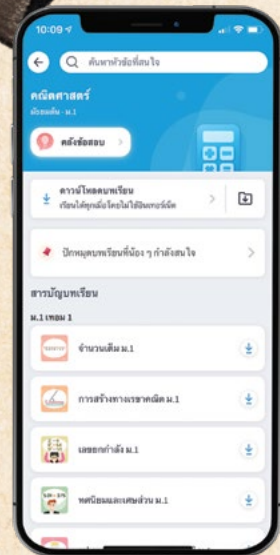 10:09
ค้นหาหัวข้อที่สนใจ
คณิตศาสตร์
มัธยมต้น - ม.1
คลังข้อสอบ
ดาวน์โหลดบทเรียน
เรียนได้ทุกเมื่อโดยไม่ใช้อินเทอร์เน็ต
ปักหมุดบทเรียนที่น้อง ๆ กำลังสนใจ
สารบัญบทเรียน
ม.1 เทอม 1
จำนวนเต็ม ม.1
การสร้างทางเรขาคณิต ม.1
เลขยกกำลัง ม.1
ทศนิยมและเศษส่วน ม.1